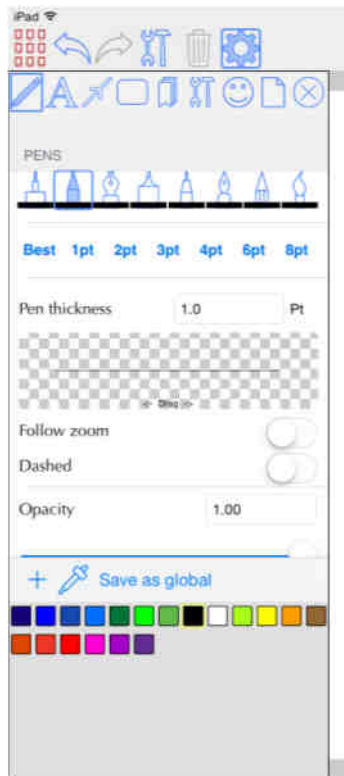 iPad
PENS
Best 1pt 2pt 3pt 4pt 6pt 8pt
Pen thickness 1.0 Pt
Follow zoom
Dashed
Opacity 1.00
+ Save as global